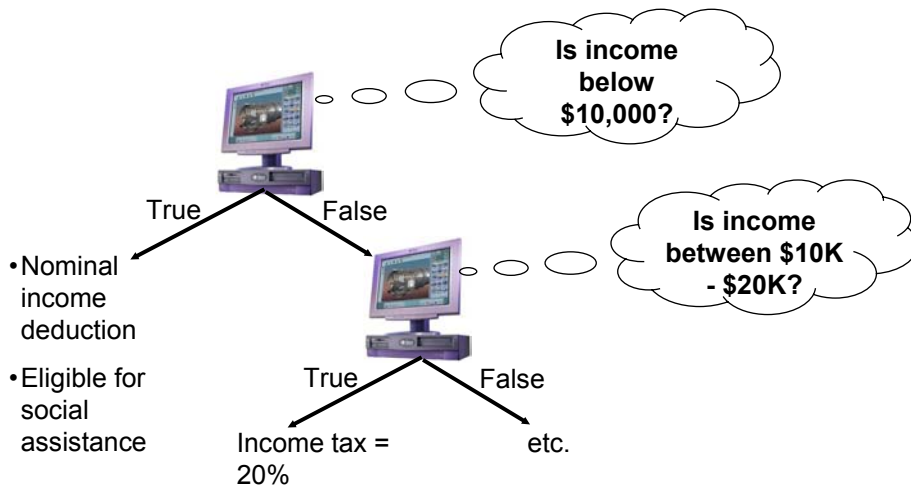 Is income
below
$10,000?
True
False
•Nominal
income
deduction
•Eligible for
social
assistance
Is income
between $10K
- $20K?
True
False
Income tax =
20%
etc.